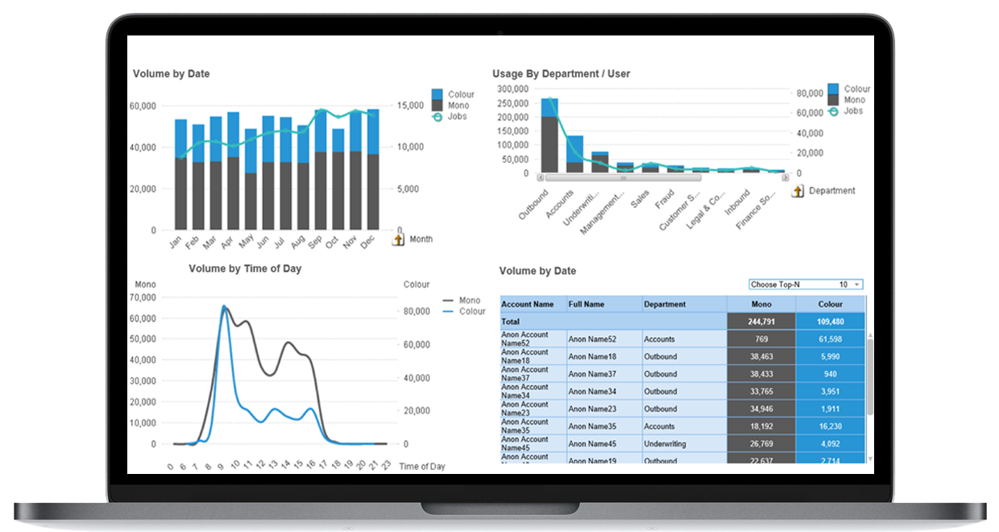 Volume by Date
60,000
40,000
20,000
0
15,000
10,000
5,000
0
Colour
Mono
Jobs
Jan Feb Mar Apr May Jun Jul Aug Sep Oct Nov Dec
Month
Usage By Department / User
300,000
250,000
200,000
150,000
100,000
50,000
0
80,000
60,000
40,000
20,000
0
Colour
Mono
Jobs
Outbound Accounts Underwriti... Management... Sales Fraud Customer S... Legal & Co... Inbound Finance So...
Department
Volume by Time of Day
Mono
70,000
60,000
50,000
40,000
30,000
20,000
10,000
0
Colour
80,000
60,000
40,000
20,000
0
Mono
Colour
0 6 7 8 9 10 11 12 13 14 15 16 17 18 19 20 21 23
Time of Day
Volume by Date
Choose Top-N 10
Account Name Full Name Department Mono Colour
Total 244,791 109,480
Anon Account
Name52 Anon Name52 Accounts 769 61,598
Anon Account
Name18 Anon Name18 Outbound 38,463 5,990
Anon Account
Name37 Anon Name37 Outbound 38,433 940
Anon Account
Name34 Anon Name34 Outbound 33,765 3,951
Anon Account
Name23 Anon Name23 Outbound 34,946 1,911
Anon Account
Name35 Anon Name35 Accounts 18,192 16,230
Anon Account
Name45 Anon Name45 Underwriting 26,769 4,092
Anon Account
Anon Name19 Outbound 22,637 2,714